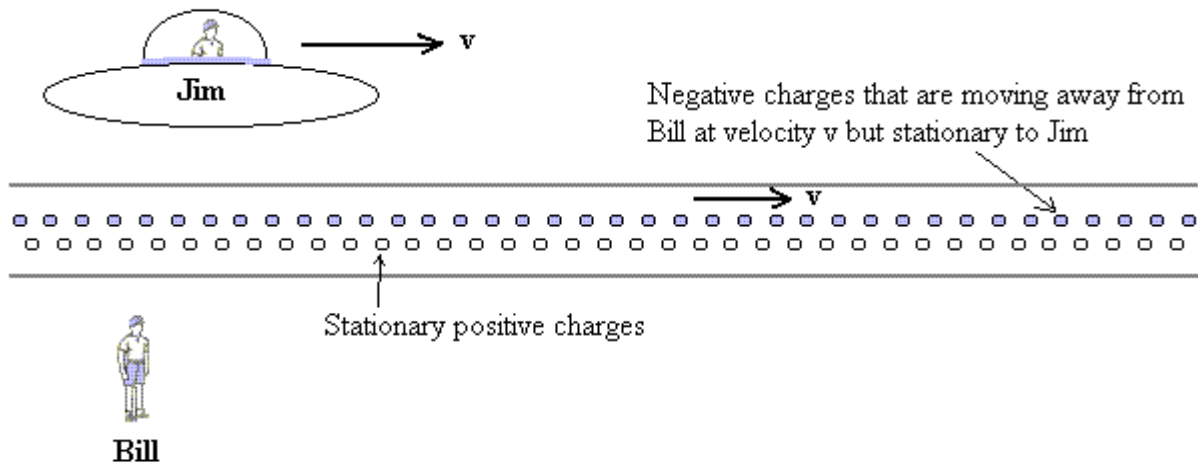 v
Jim
Negative charges that are moving away from
Bill at velocity v but stationary to Jim
v
Stationary positive charges
Bill